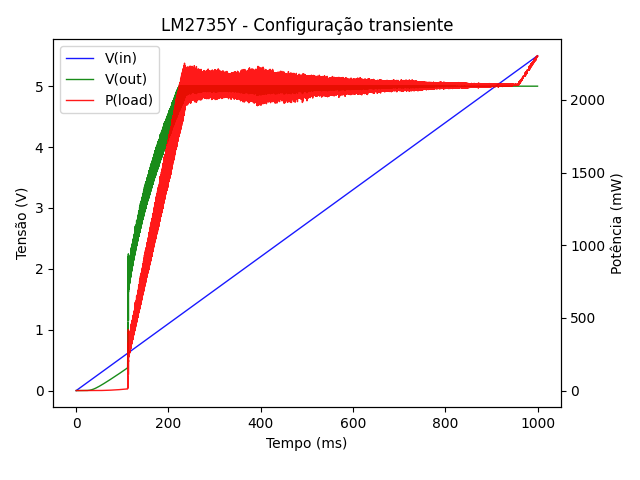 LM2735Y - Configuração transiente
V(in)
V(out)
P(load)
Tensão (V)
5
4
3
2
1
0
2000
1500
1000
500
0
Potência (mW)
0 200 400 600 800 1000
Tempo (ms)